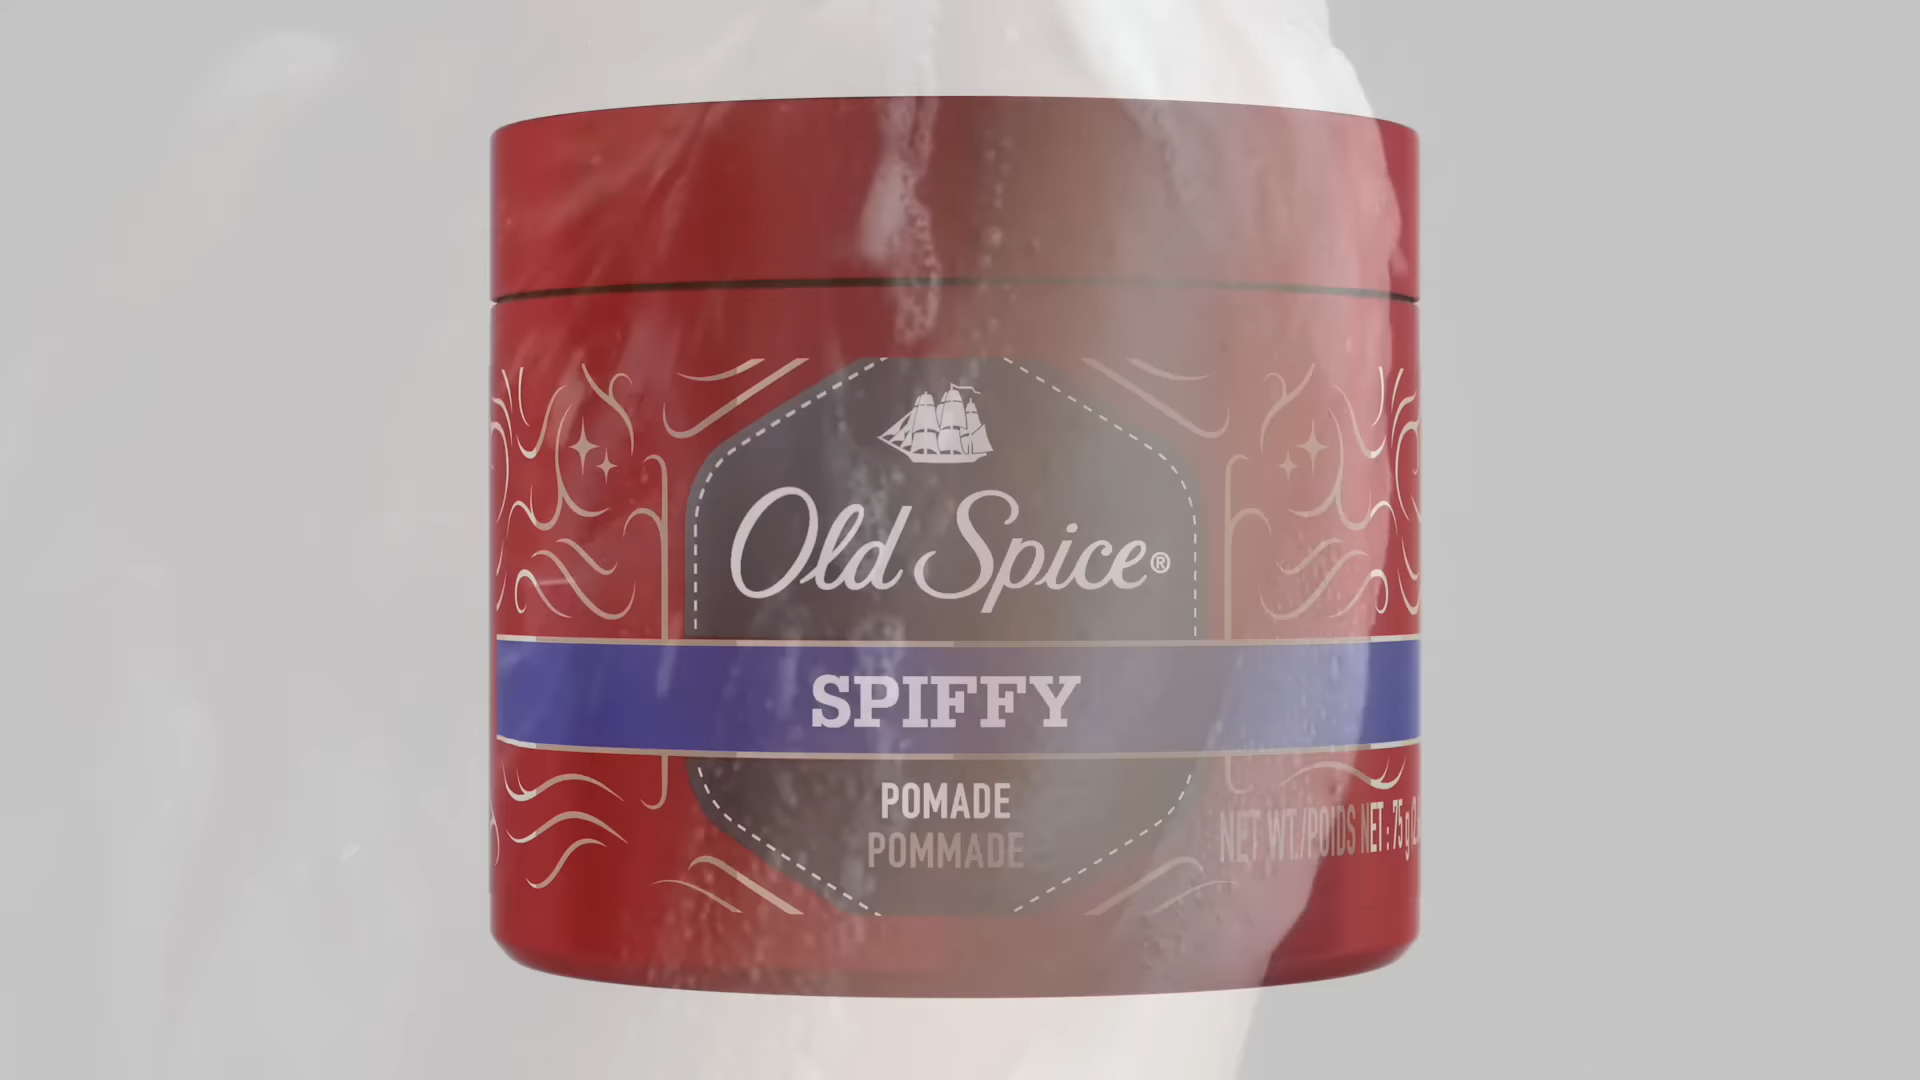 Old Spice®
SPIFFY
POMADE
POMMADE
NET WT./POIDS NET : 75 g